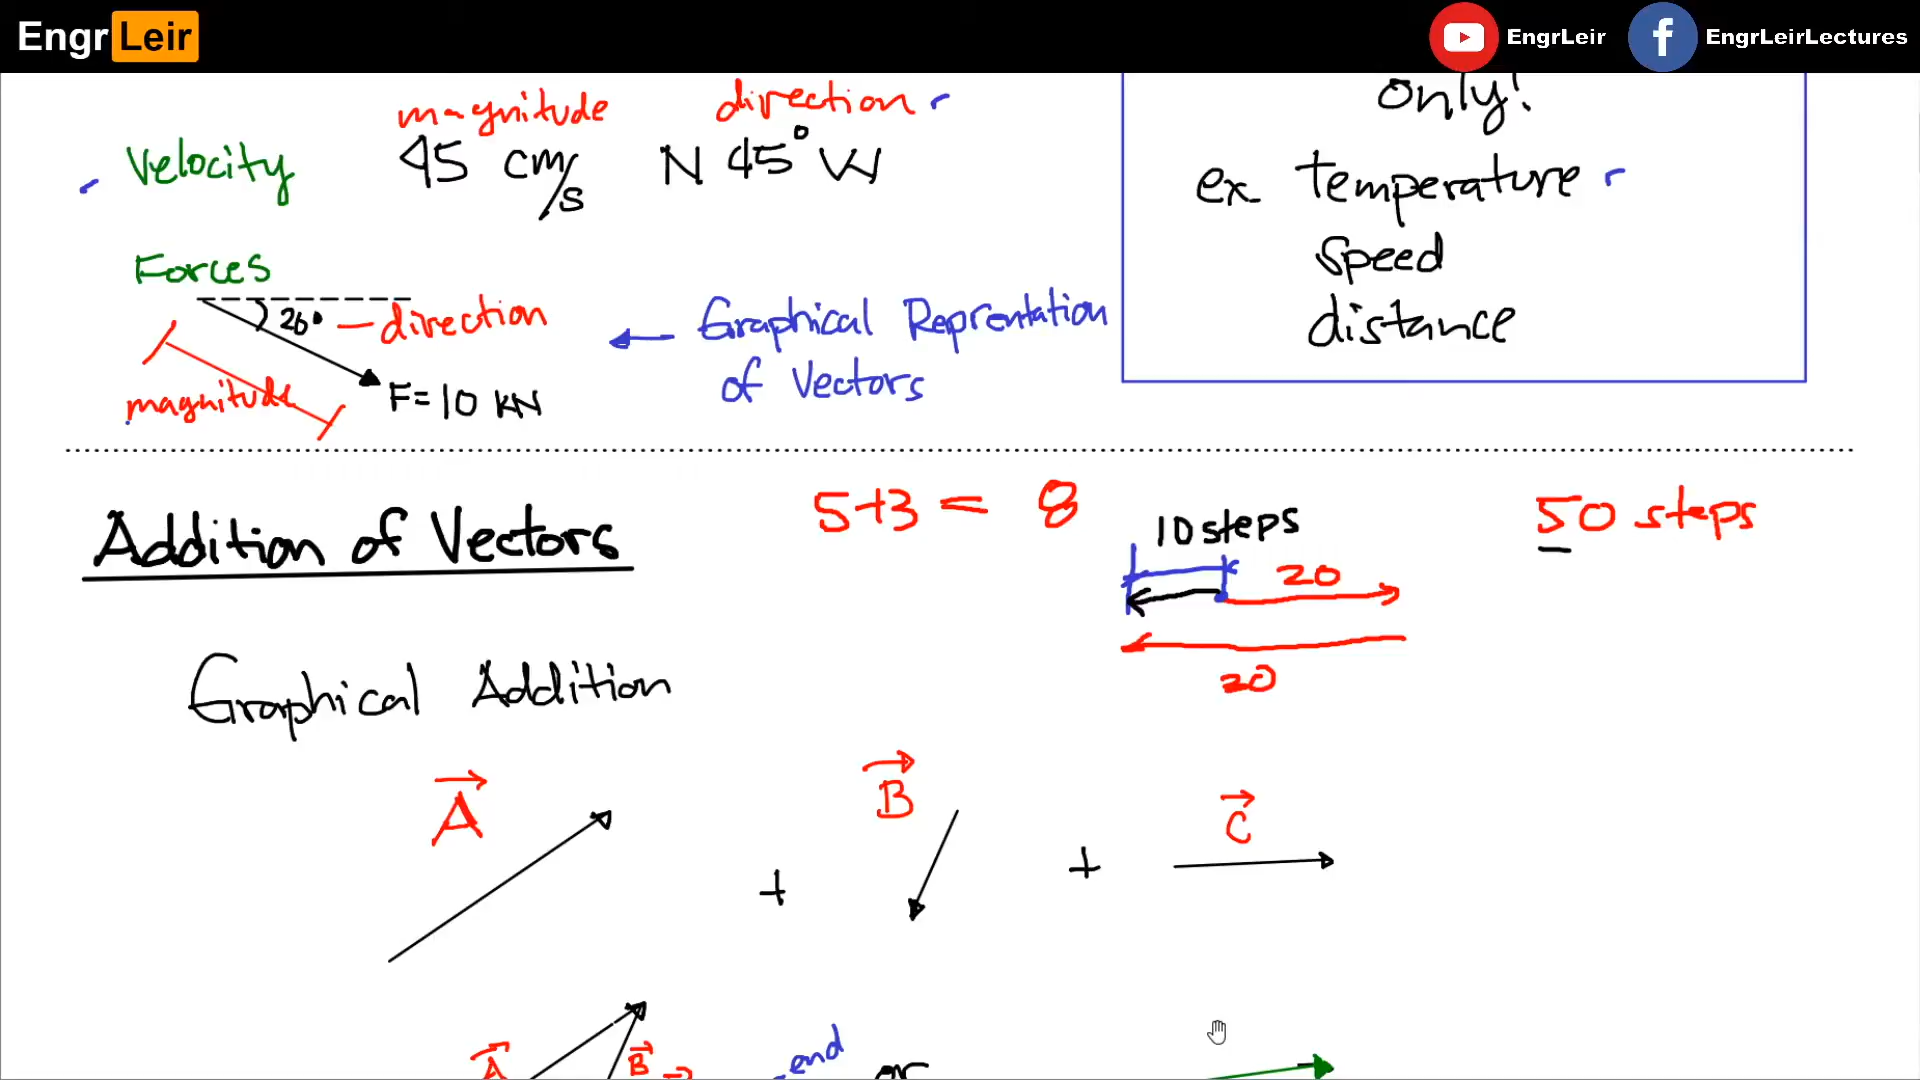 EngrLeir
EngrLeir
EngrLeirLectures
magnitude direction
Velocity 45 cm/s N 45° W
Only!
ex. temperature
speed
distance
Forces
26° - direction
magnitude
F = 10 kN
Graphical Reprentation
of Vectors
Addition of Vectors
5+3 = 8
10 steps
20
20
50 steps
Graphical Addition
A
B
C
+
+
A
B
end
or